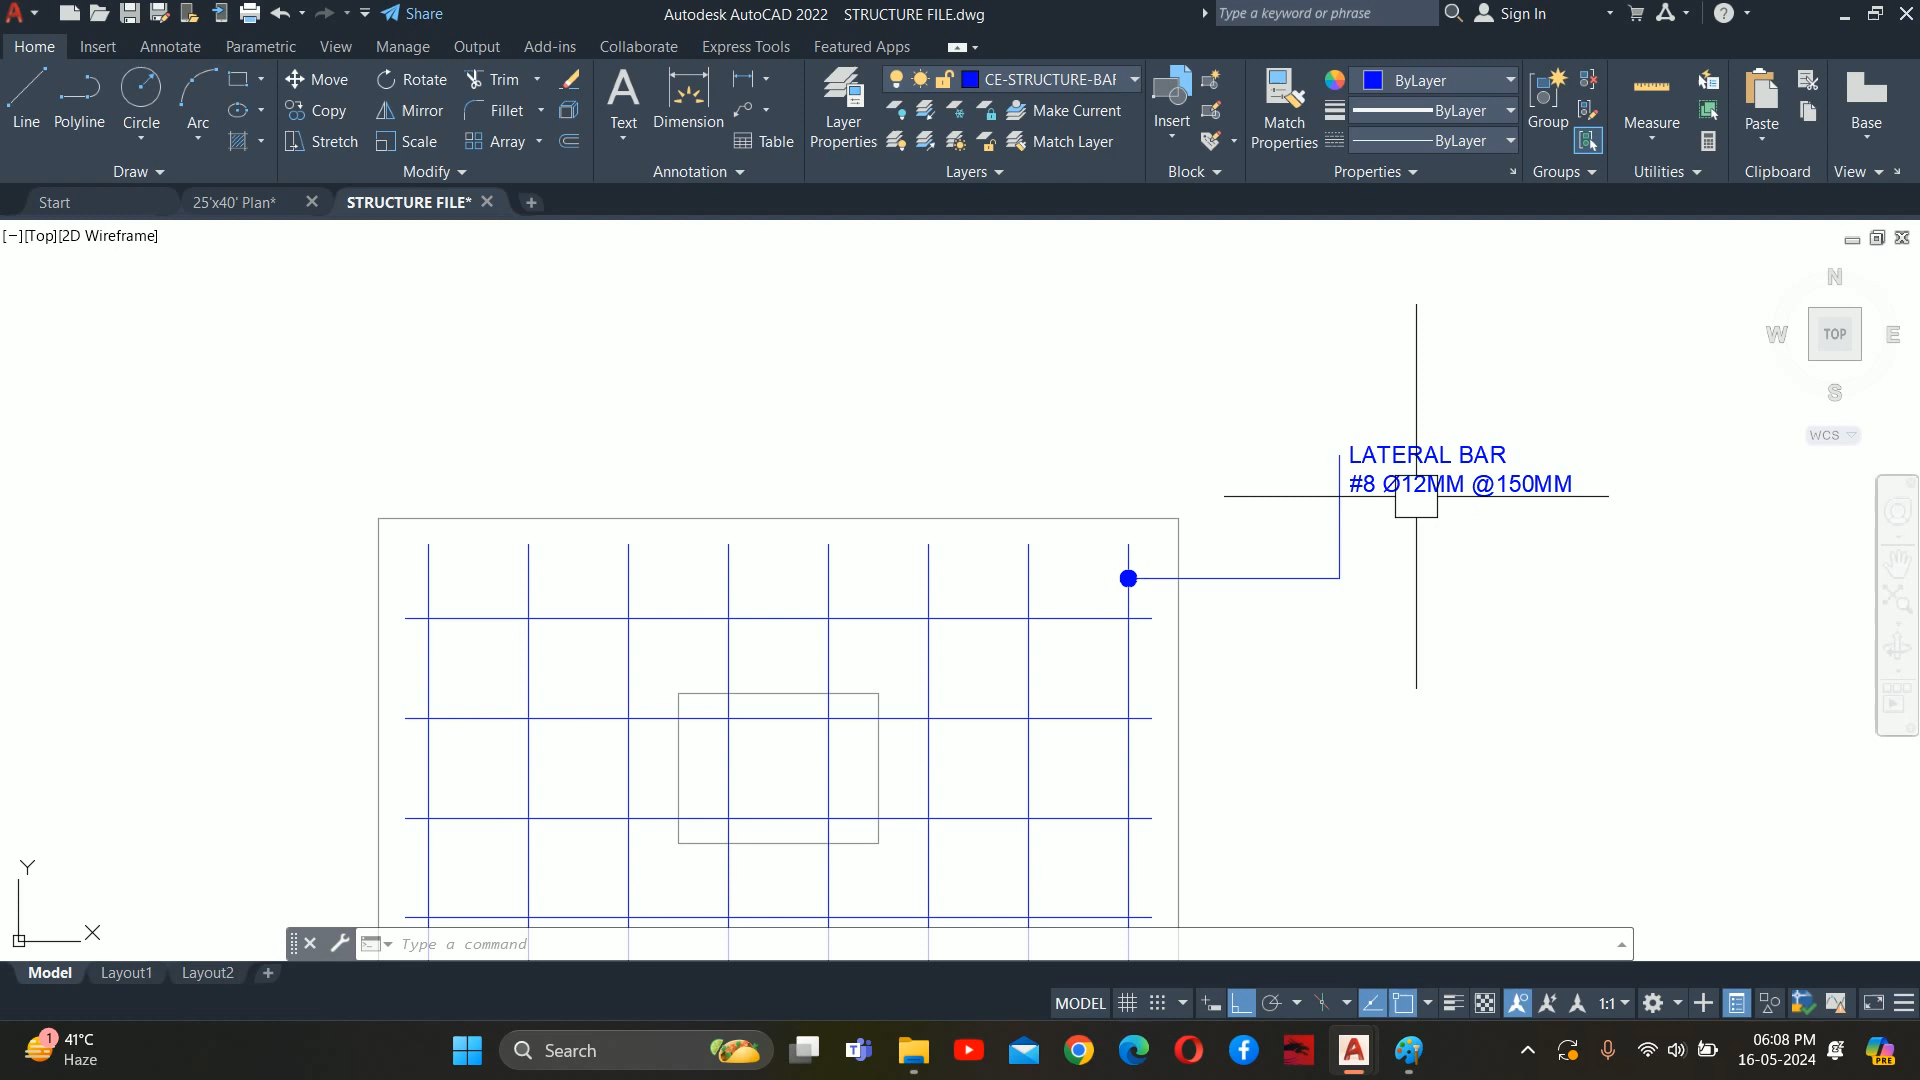 Share
Autodesk AutoCAD 2022 STRUCTURE FILE.dwg
Type a keyword or phrase
Sign In
Home Insert Annotate Parametric View Manage Output Add-ins Collaborate Express Tools Featured Apps
Line
Polyline
Circle
Arc
Draw
Move
Rotate
Trim
Copy
Mirror
Fillet
Stretch
Scale
Array
Modify
Text
Dimension
Table
Annotation
Layer
Properties
CE-STRUCTURE-BAR
Make Current
Match Layer
Layers
Insert
Block
Match
Properties
ByLayer
ByLayer
ByLayer
Properties
Group
Groups
Measure
Utilities
Paste
Clipboard
Base
View
Start
25'x40' Plan*
STRUCTURE FILE*
[−][Top][2D Wireframe]
N
W TOP E
S
WCS
LATERAL BAR
#8 Ø12MM @150MM
Y
X
Type a command
Model Layout1 Layout2
MODEL
1:1
1
41°C
Haze
Search
06:08 PM
16-05-2024
PRE